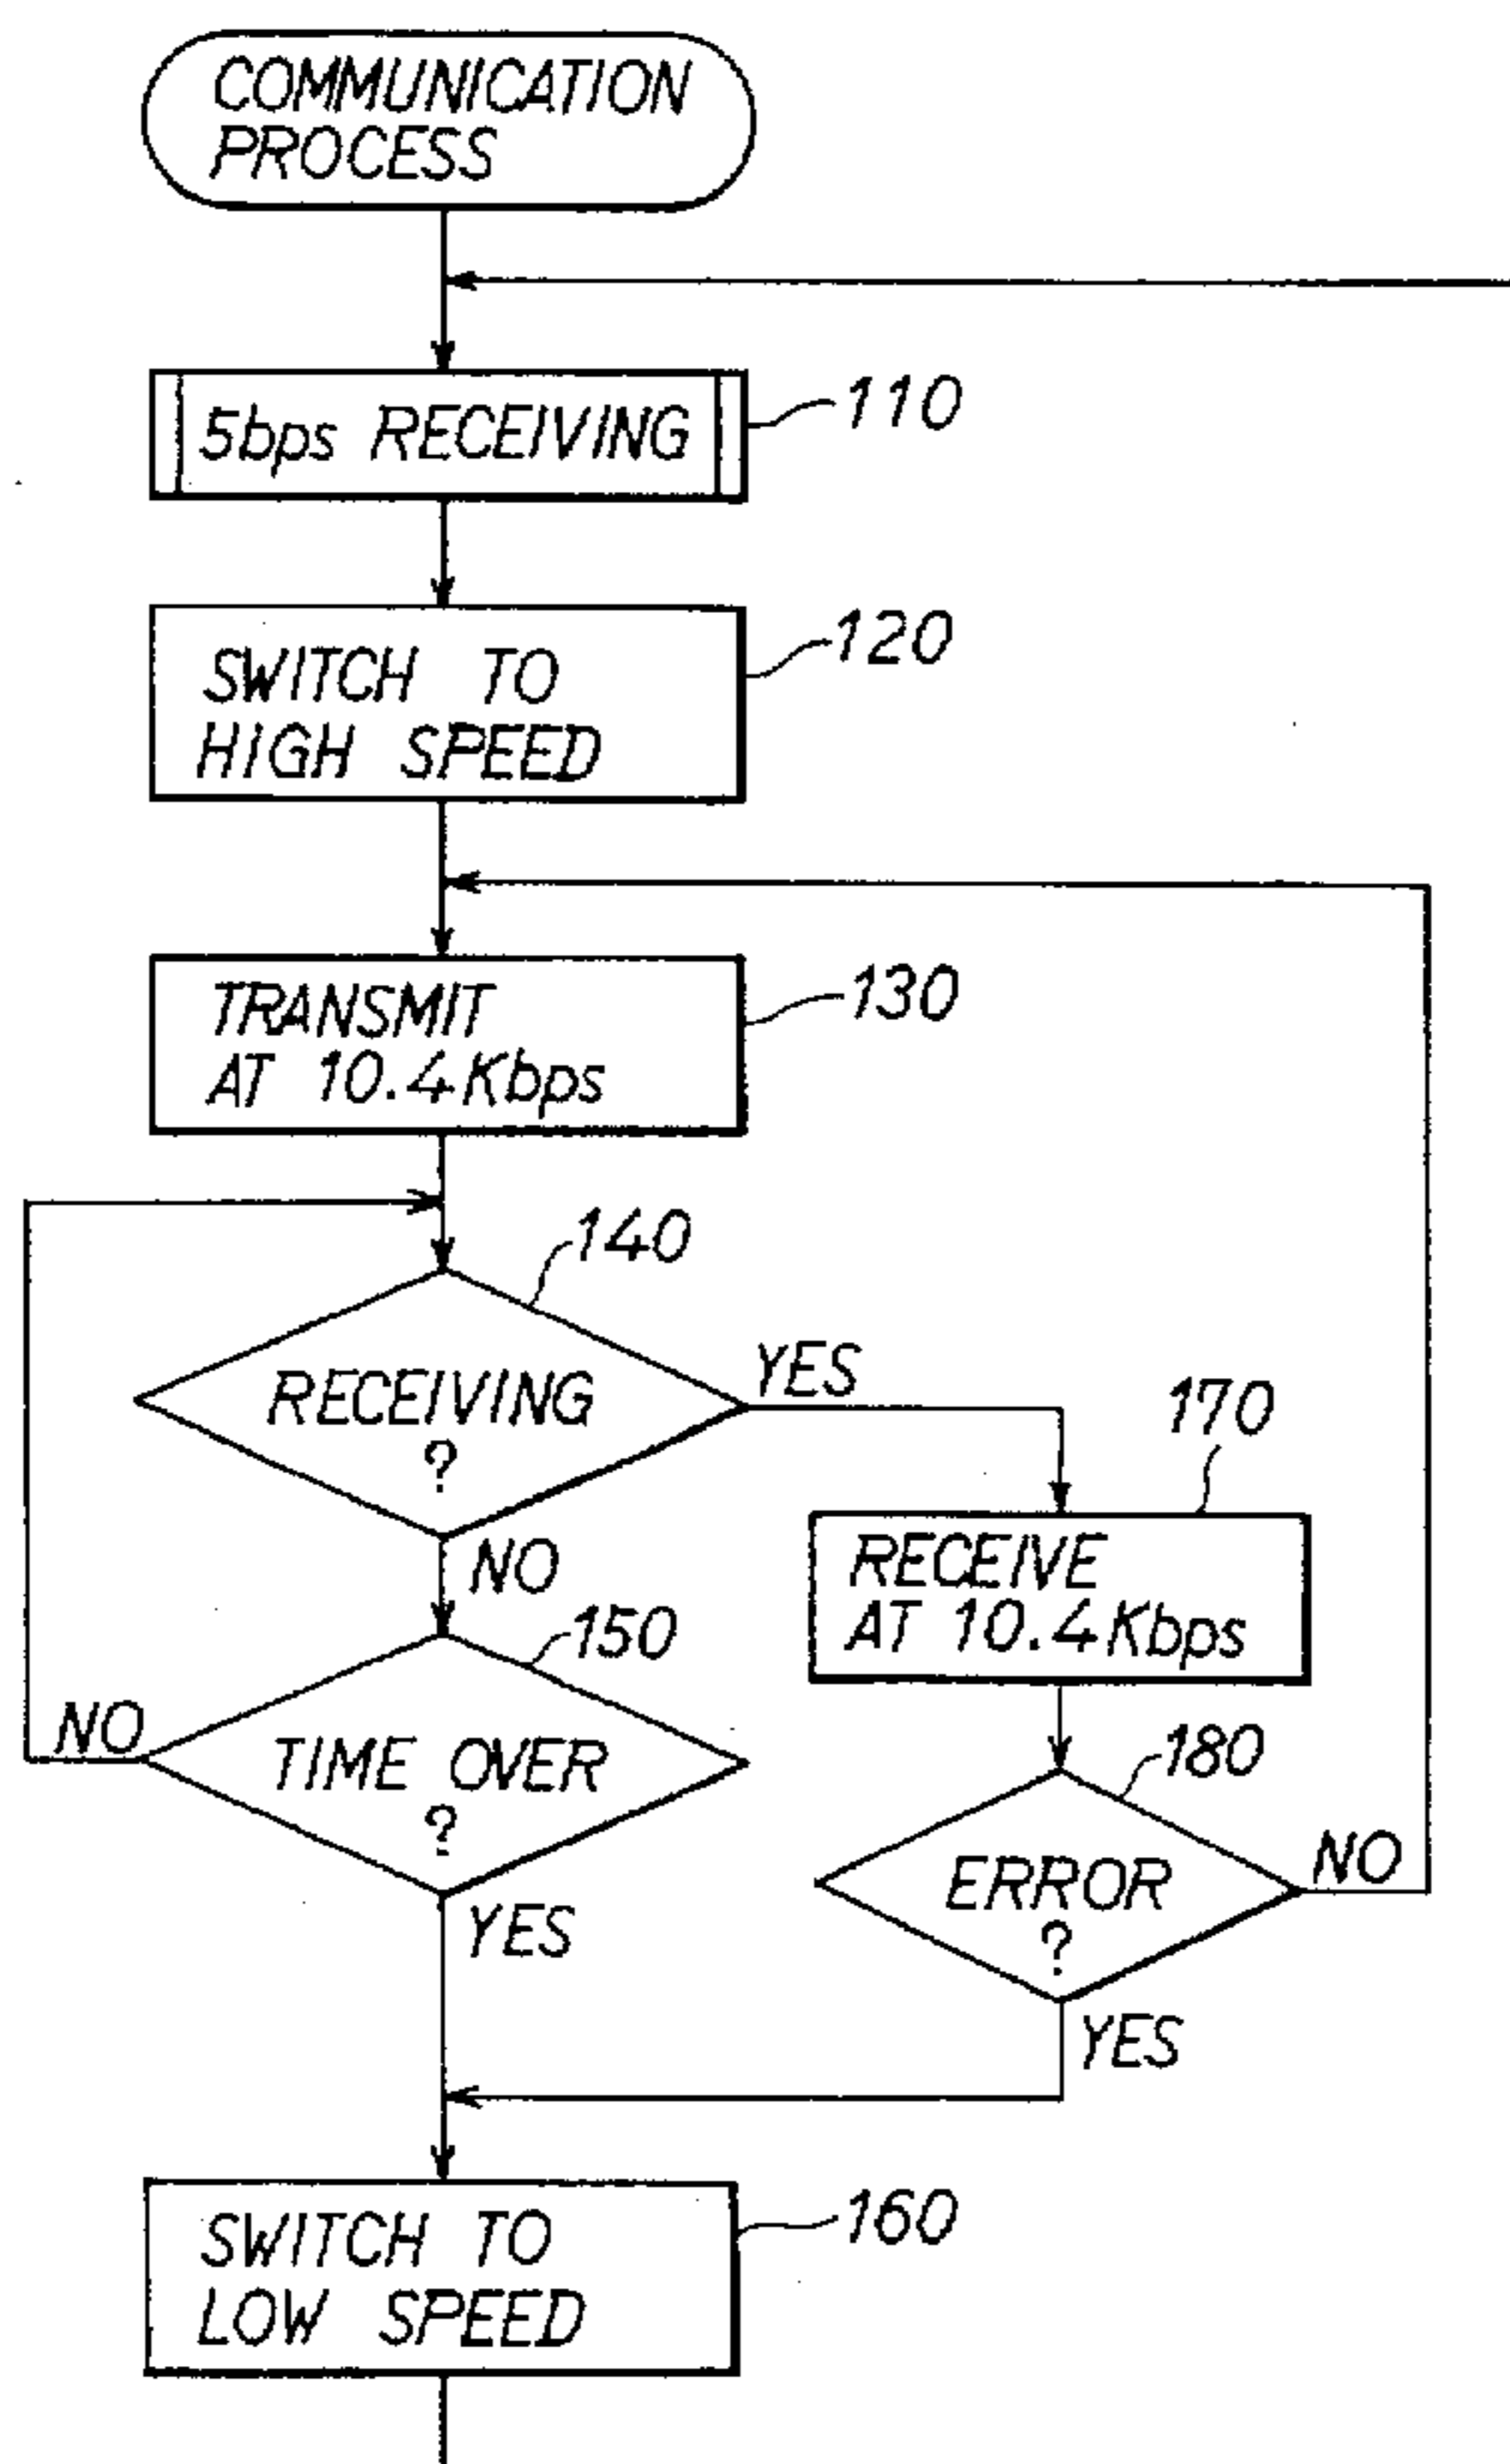 COMMUNICATION
PROCESS
5bps RECEIVING
110
SWITCH TO
HIGH SPEED
120
TRANSMIT
AT 10.4Kbps
130
140
RECEIVING
?
YES
NO
170
RECEIVE
AT 10.4Kbps
150
TIME OVER
?
NO
YES
180
ERROR
?
NO
YES
SWITCH TO
LOW SPEED
160